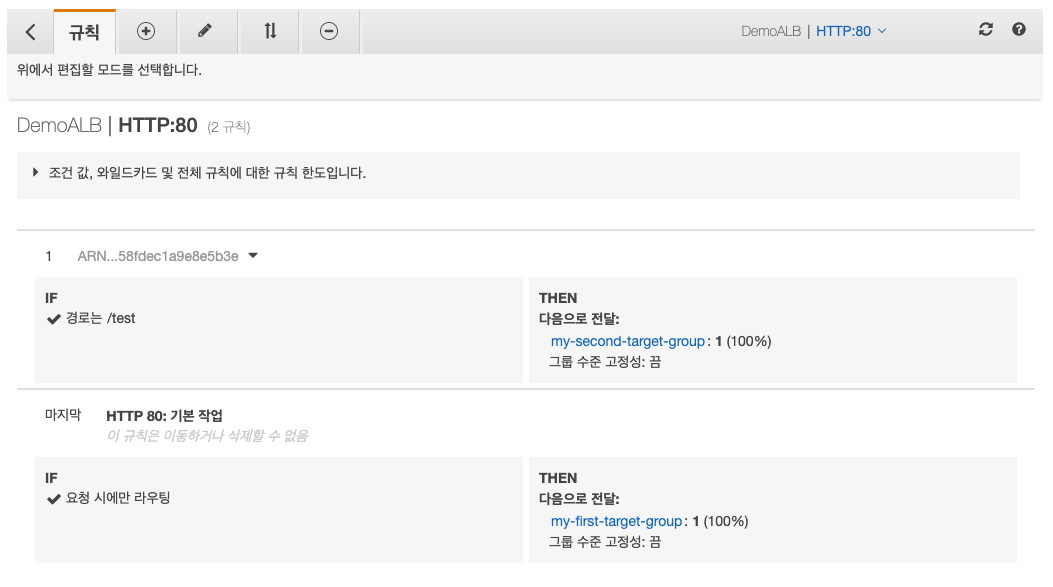 규칙
DemoALB | HTTP:80
위에서 편집할 모드를 선택합니다.
DemoALB | HTTP:80 (2 규칙)
조건 값, 와일드카드 및 전체 규칙에 대한 규칙 한도입니다.
1 ARN...58fdec1a9e8e5b3e
IF
경로는 /test
THEN
다음으로 전달:
my-second-target-group: 1 (100%)
그룹 수준 고정성: 끔
마지막 HTTP 80: 기본 작업
이 규칙은 이동하거나 삭제할 수 없음
IF
요청 시에만 라우팅
THEN
다음으로 전달:
my-first-target-group: 1 (100%)
그룹 수준 고정성: 끔